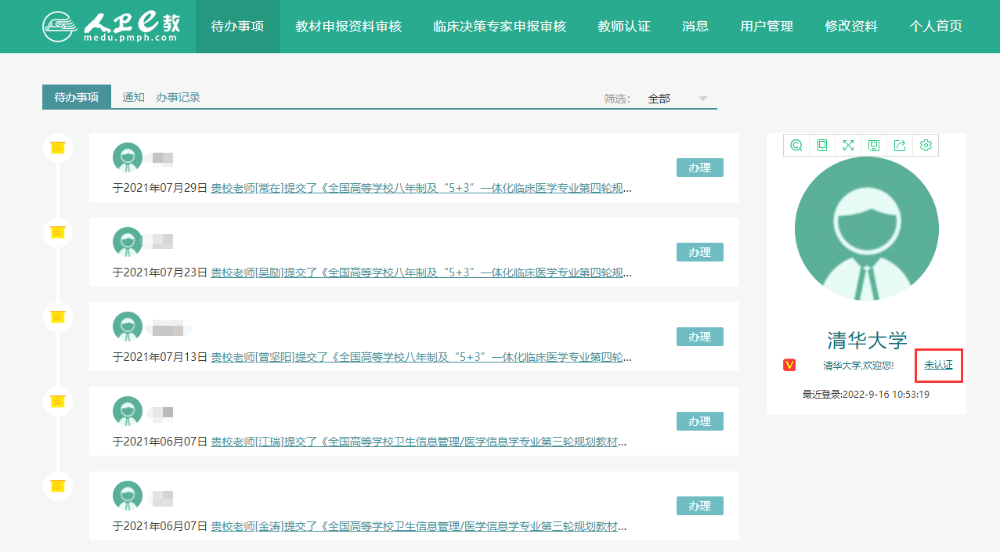 人卫e教
medu.pmph.com
待办事项 教材申报资料审核 临床决策专家申报审核 教师认证 消息 用户管理 修改资料 个人首页
待办事项 通知 办事记录 筛选: 全部
办理
于2021年07月29日 贵校老师[常在]提交了《全国高等学校八年制及“5+3”一体化临床医学专业第四轮规...
办理
于2021年07月23日 贵校老师[吴励]提交了《全国高等学校八年制及“5+3”一体化临床医学专业第四轮规...
办理
于2021年07月13日 贵校老师[曾坚阳]提交了《全国高等学校八年制及“5+3”一体化临床医学专业第四轮...
办理
于2021年06月07日 贵校老师[江瑞]提交了《全国高等学校卫生信息管理/医学信息学专业第三轮规划教材...
办理
于2021年06月07日 贵校老师[金涛]提交了《全国高等学校卫生信息管理/医学信息学专业第三轮规划教材...
清华大学
V 清华大学,欢迎您! 未认证
最近登录:2022-9-16 10:53:19